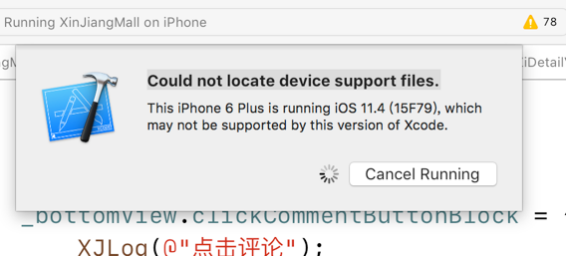 Running XinJiangMall on iPhone
78
Could not locate device support files.
This iPhone 6 Plus is running iOS 11.4 (15F79), which
may not be supported by this version of Xcode.
Cancel Running
_bottomView.clickCommentButtonBlock =
XJLog(@"点击评论");